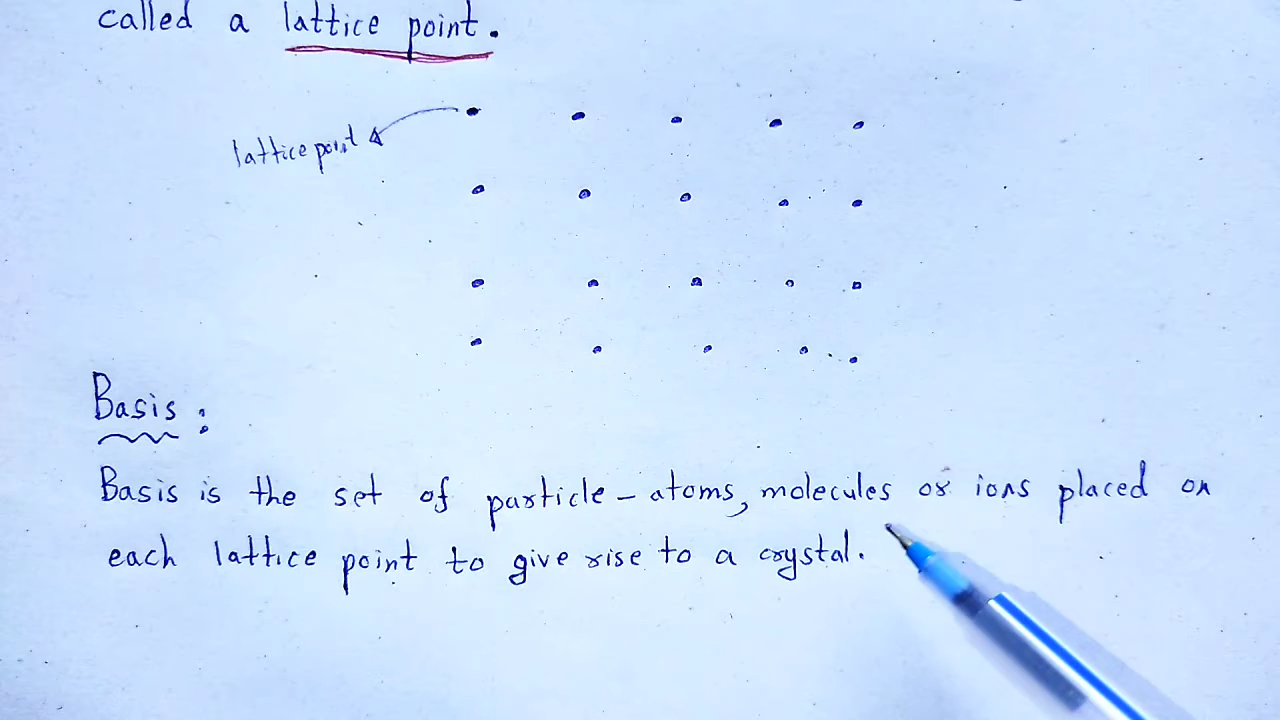 called a lattice point.
lattice point
Basis :
Basis is the set of particle - atoms, molecules or ions placed on
each lattice point to give rise to a crystal.